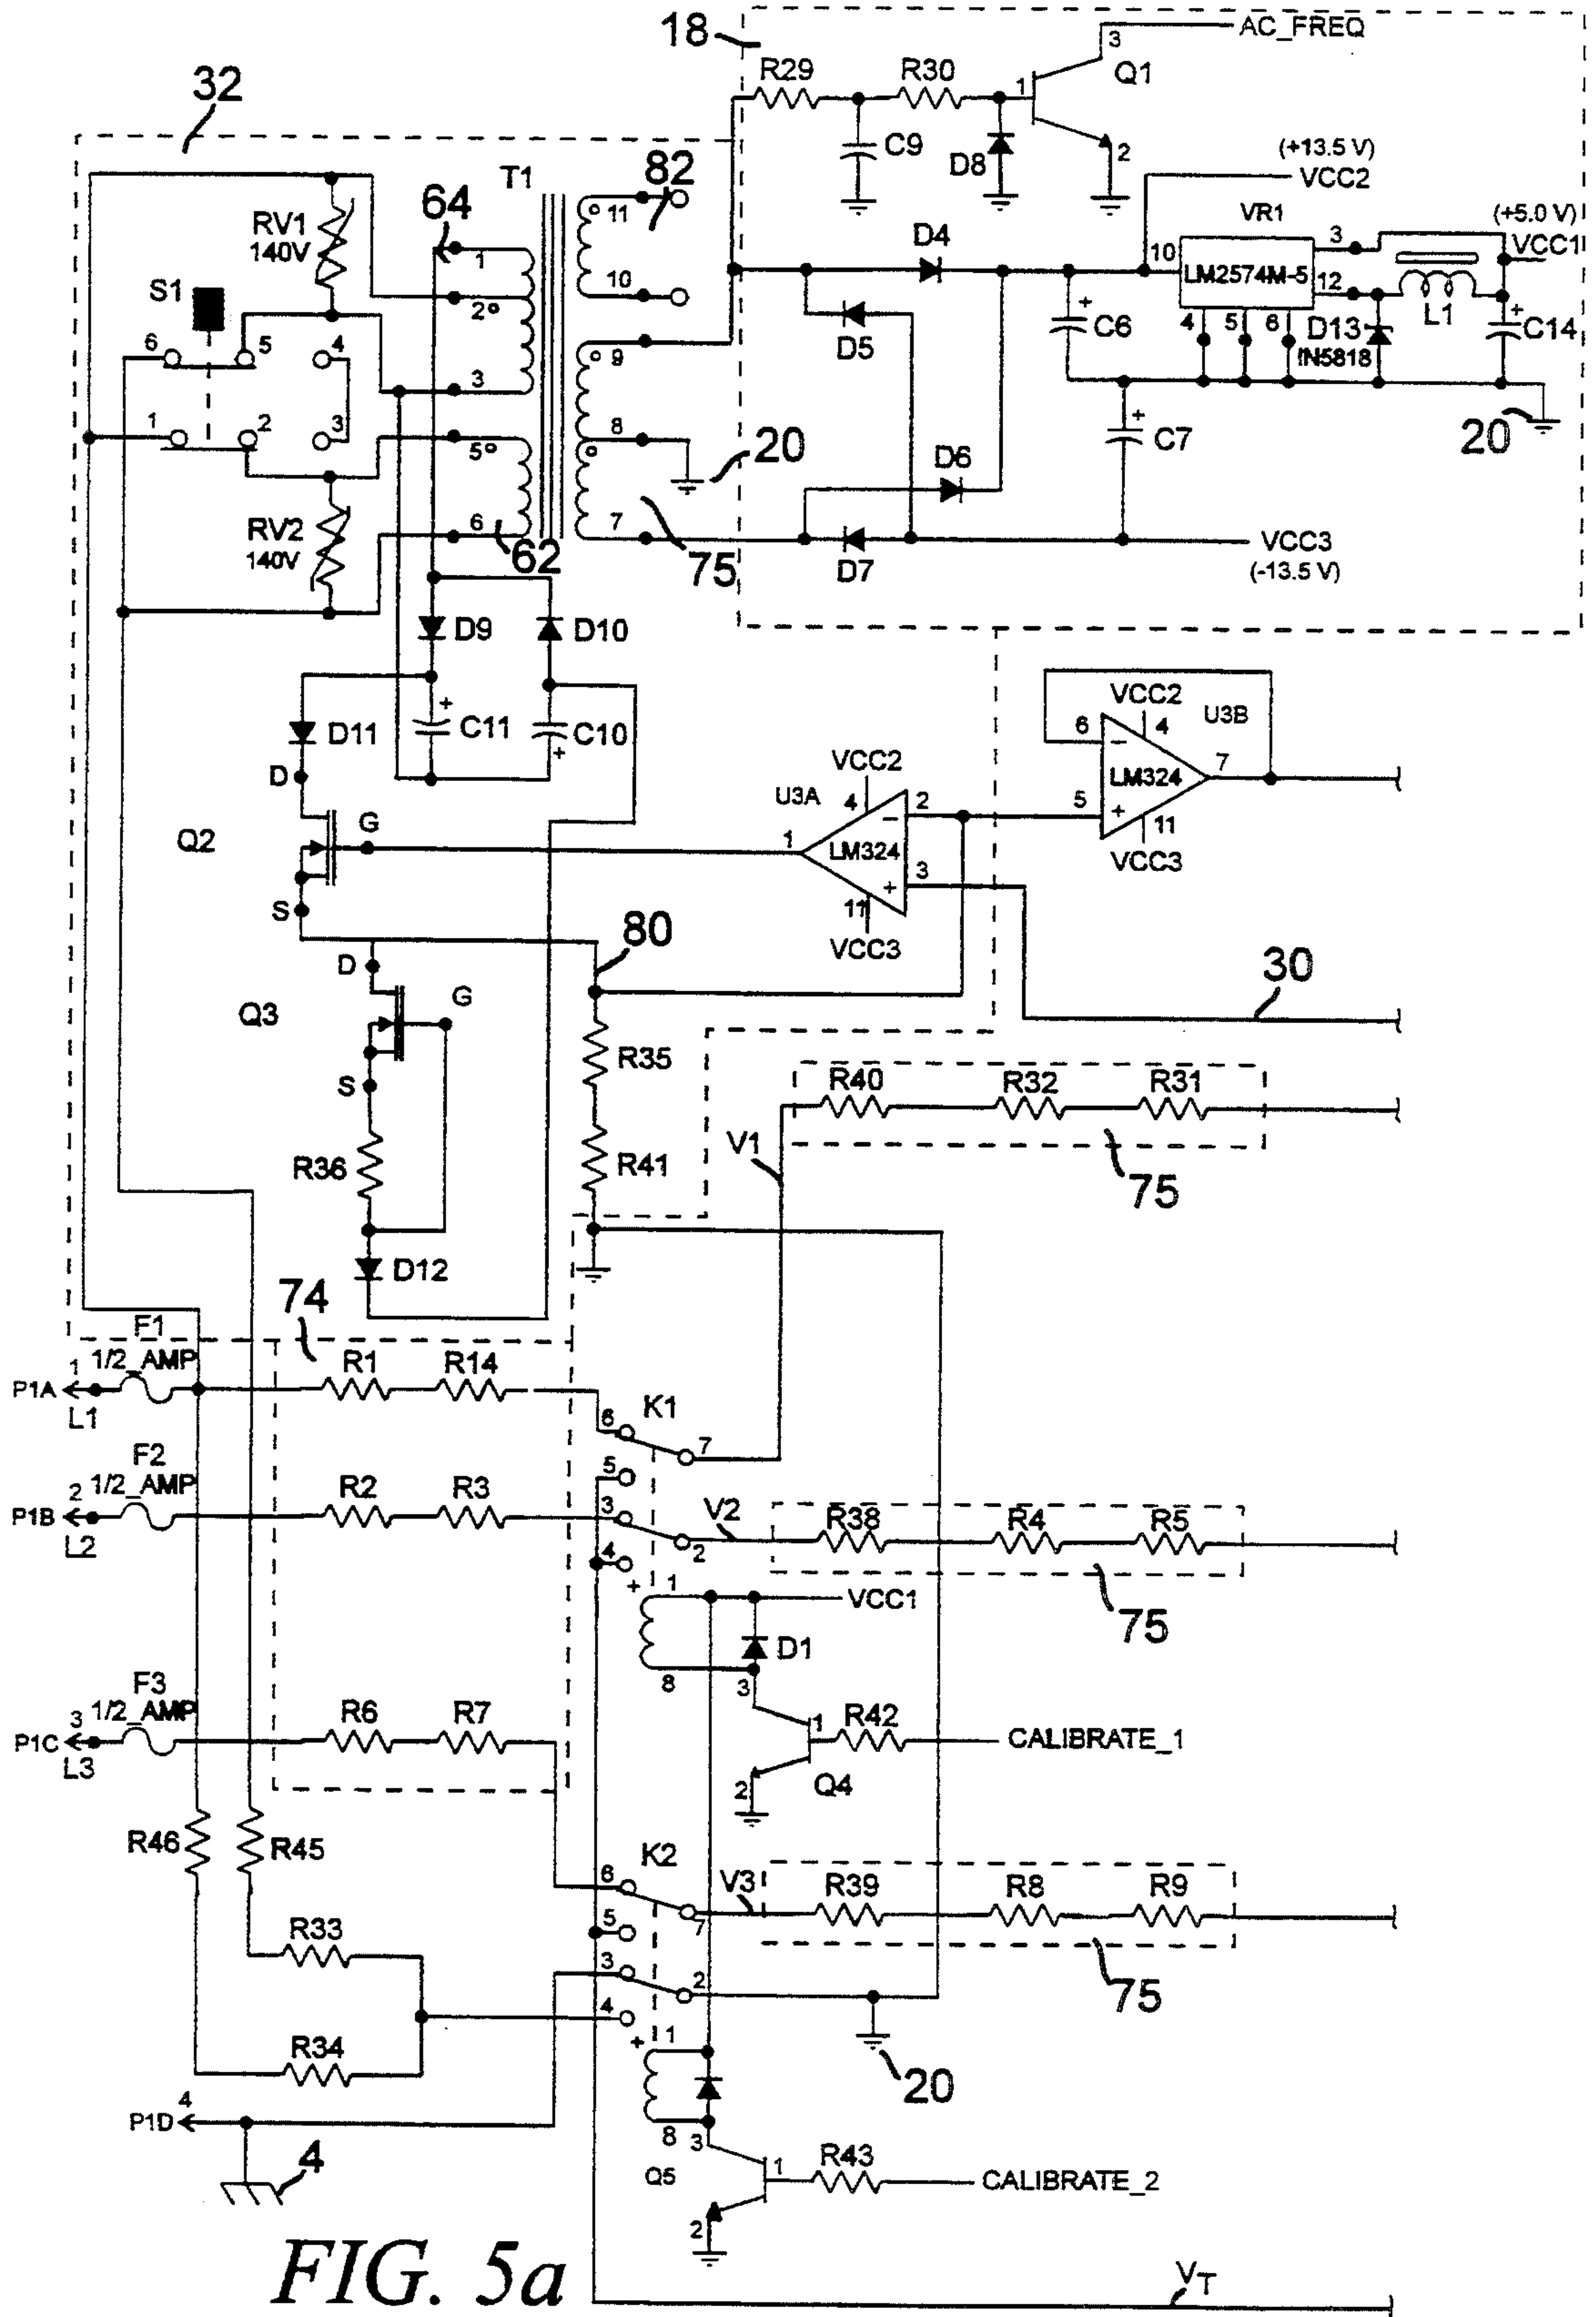 18
AC_FREQ
3
R29
R30
1
Q1
32
C9
D8
2
(+13.5 V)
VCC2
82
T1
11
64
RV1
140V
VR1
3
(+5.0 V)
VCC1
1
D4
10
LM2574M-5
10
S1
2
12
L1
C6
+
4
5
6
D13
IN5818
+
C14
6
5
4
D5
9
3
1
2
3
8
20
+
C7
20
5
D6
RV2
140V
6
62
7
75
D7
VCC3
(-13.5 V)
D9
D10
VCC2
4
U3B
6
−
LM324
7
D11
+
C11
C10
+
D
VCC2
U3A
4
2
−
5
+
11
VCC3
Q2
G
1
LM324
3
+
S
11
VCC3
80
D
30
Q3
G
R35
R40
R32
R31
S
V1
R36
R41
75
D12
74
F1
1/2_AMP
R1
R14
P1A
1
L1
K1
6
7
F2
5
1/2_AMP
R2
R3
3
V2
R38
R4
R5
P1B
2
L2
2
4
+
1
VCC1
75
D1
F3
8
3
1/2_AMP
R6
R7
1
R42
CALIBRATE_1
P1C
3
L3
2
Q4
R46
R45
K2
6
V3
R39
R8
R9
7
R33
5
3
2
75
4
R34
+
1
20
P1D
4
8
3
4
Q5
1
R43
CALIBRATE_2
2
FIG. 5a
VT